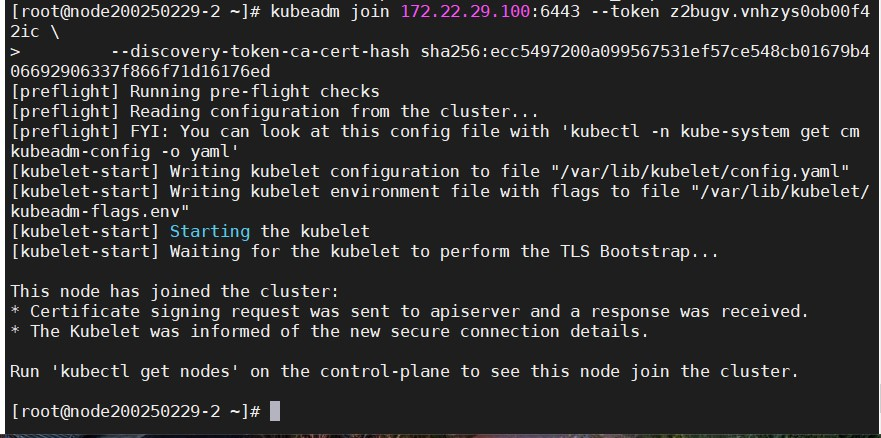 [root@node200250229-2 ~]# kubeadm join 172.22.29.100:6443 --token z2bugv.vnhzys0ob00f4
2ic \
>        --discovery-token-ca-cert-hash sha256:ecc5497200a099567531ef57ce548cb01679b4
06692906337f866f71d16176ed
[preflight] Running pre-flight checks
[preflight] Reading configuration from the cluster...
[preflight] FYI: You can look at this config file with 'kubectl -n kube-system get cm
kubeadm-config -o yaml'
[kubelet-start] Writing kubelet configuration to file "/var/lib/kubelet/config.yaml"
[kubelet-start] Writing kubelet environment file with flags to file "/var/lib/kubelet/
kubeadm-flags.env"
[kubelet-start] Starting the kubelet
[kubelet-start] Waiting for the kubelet to perform the TLS Bootstrap...

This node has joined the cluster:
* Certificate signing request was sent to apiserver and a response was received.
* The Kubelet was informed of the new secure connection details.

Run 'kubectl get nodes' on the control-plane to see this node join the cluster.

[root@node200250229-2 ~]#